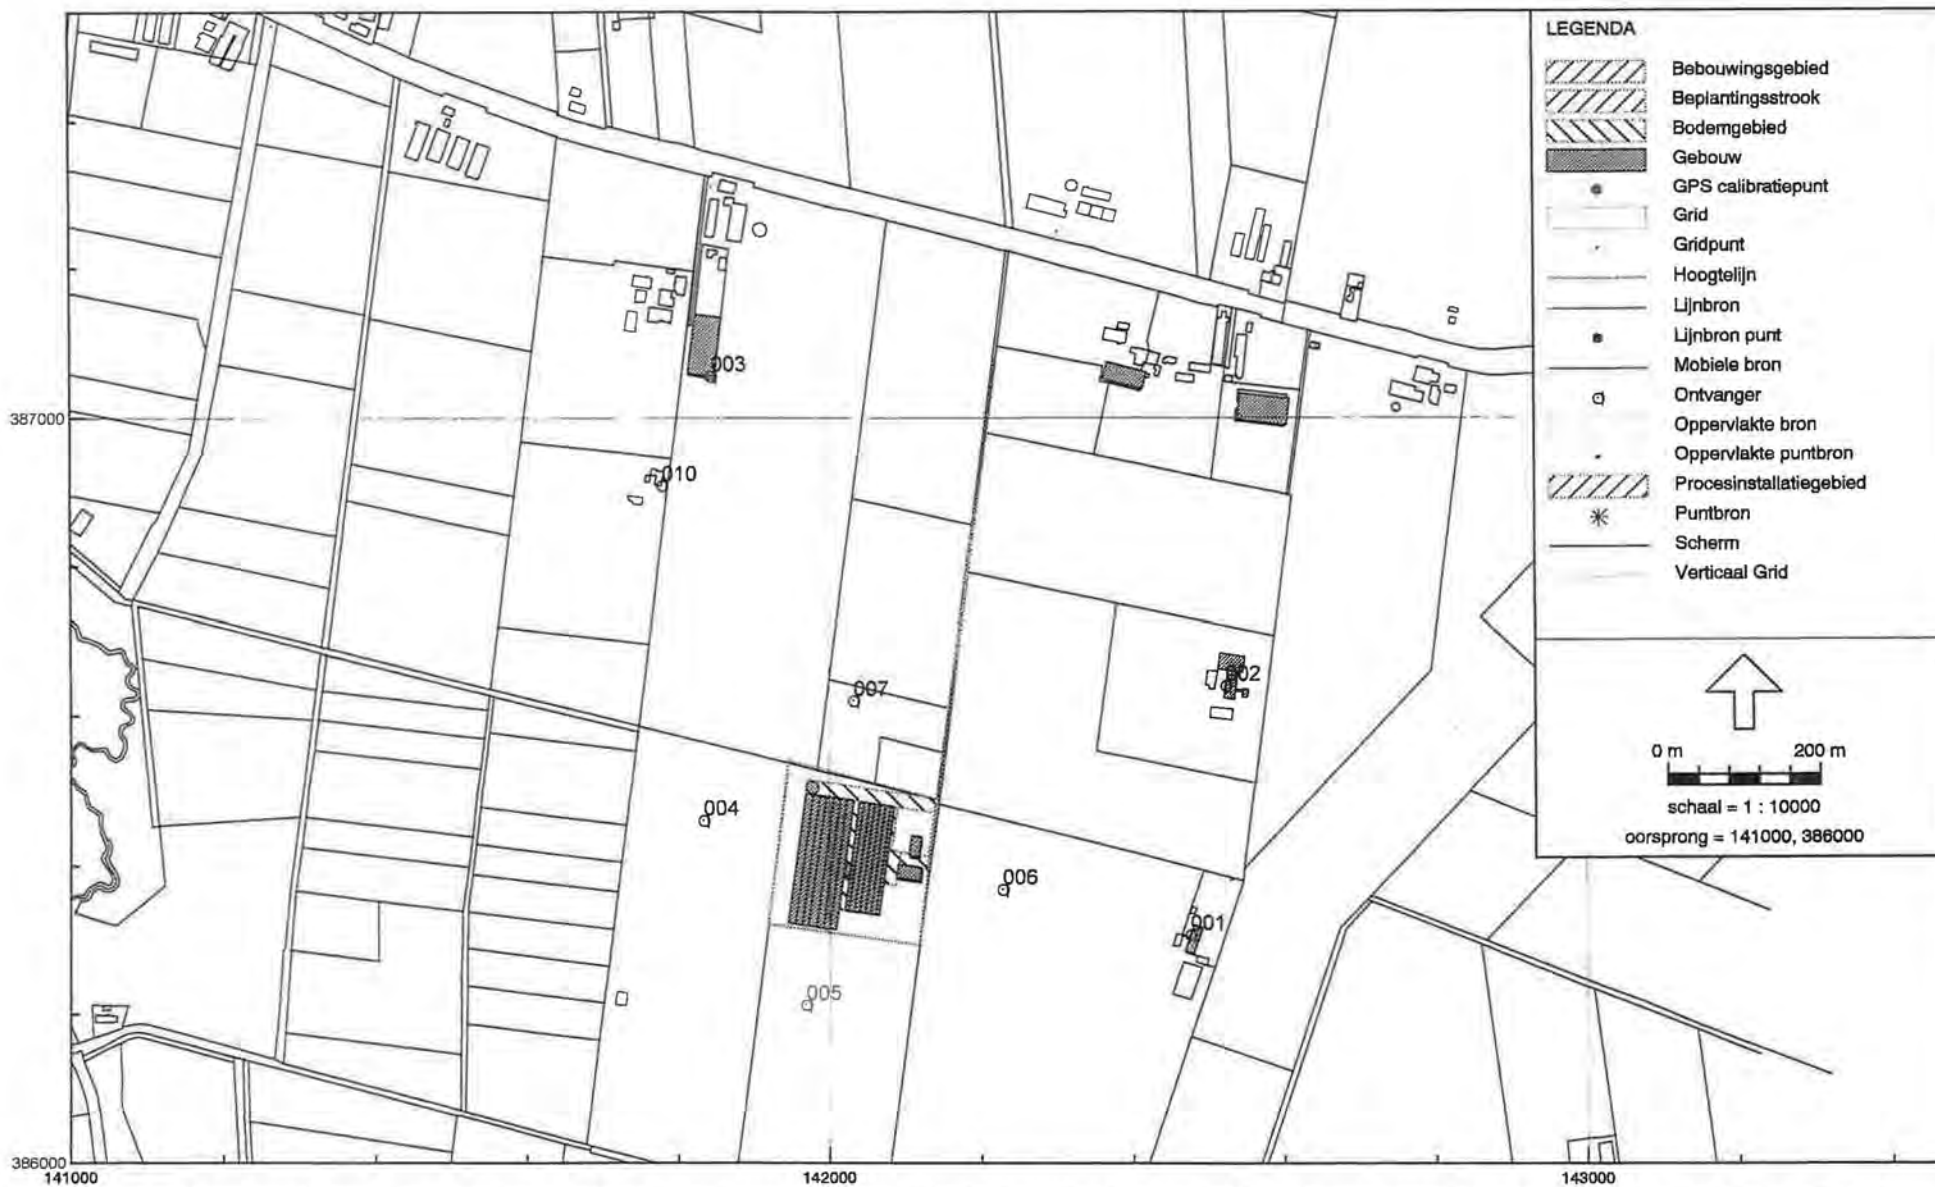 LEGENDA
Bebouwingsgebied
Beplantingsstrook
Bodemgebied
Gebouw
GPS calibratiepunt
Grid
Gridpunt
Hoogtelijn
Lijnbron
Lijnbron punt
Mobiele bron
Ontvanger
Oppervlakte bron
Oppervlakte puntbron
Procesinstallatiegebied
Puntbron
Scherm
Verticaal Grid
0 m 200 m
schaal = 1 : 10000
oorsprong = 141000, 386000
003
387000
010
002
007
004
006
001
005
386000
141000 142000 143000